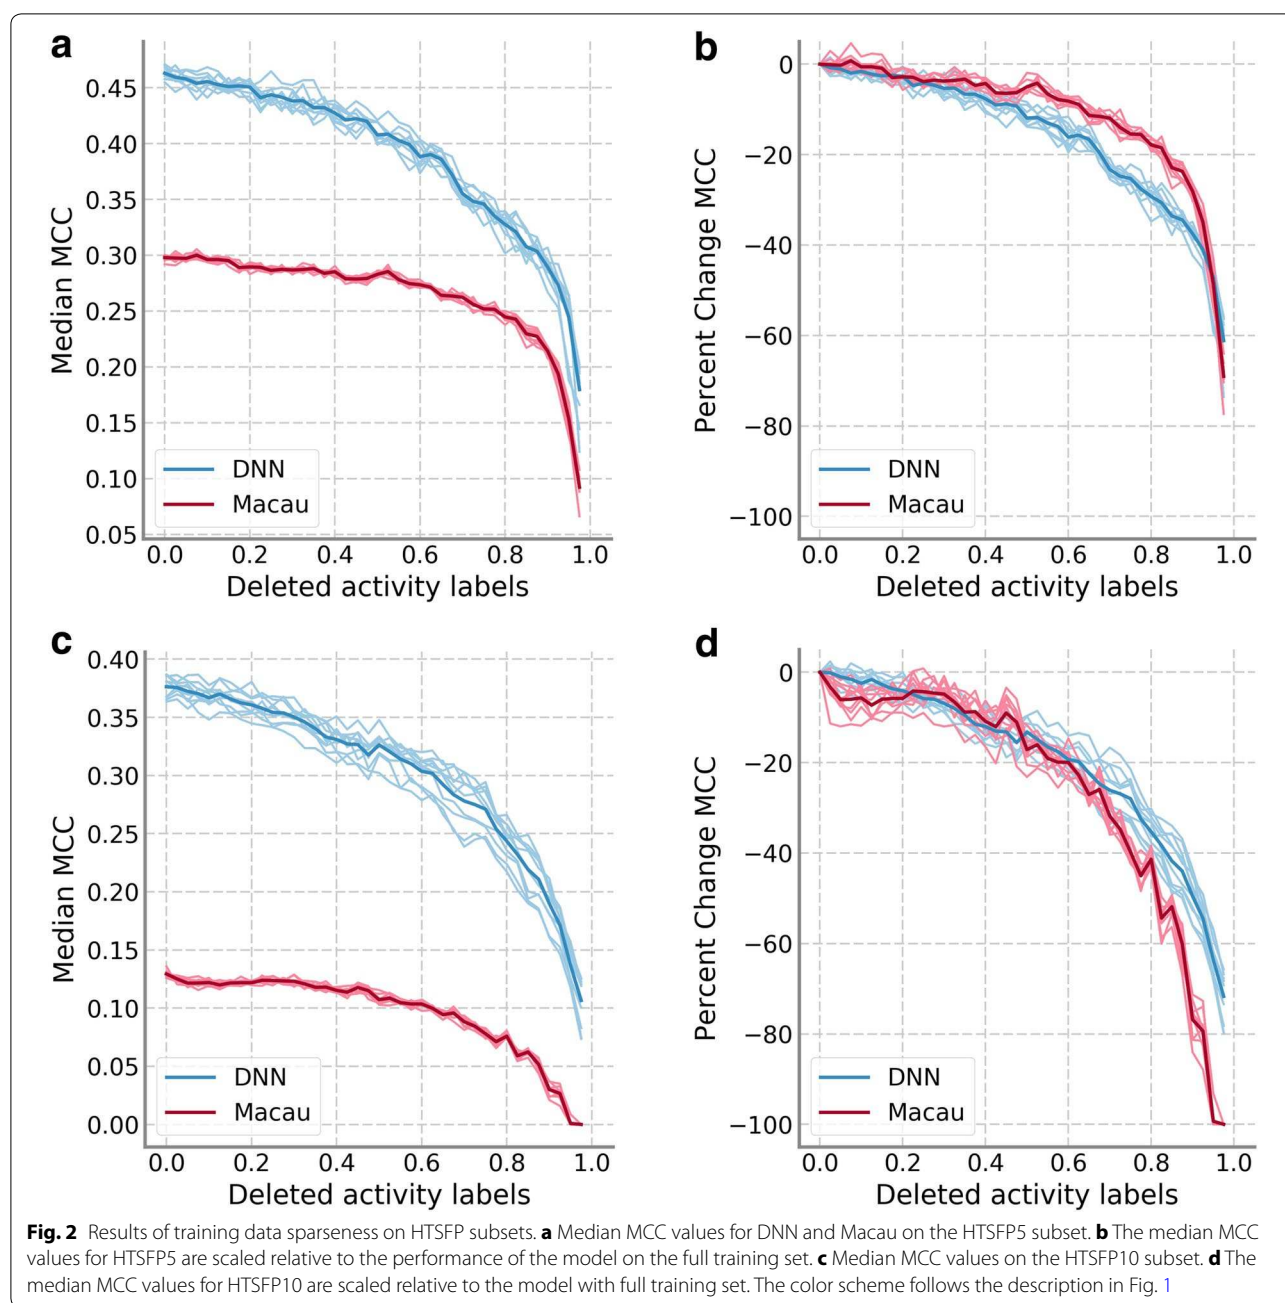 a
0.45
0.40
0.35
0.30
0.25
0.20
0.15
0.10
0.05
Median MCC
DNN
Macau
0.0 0.2 0.4 0.6 0.8 1.0
Deleted activity labels
b
0
−20
−40
−60
−80
−100
Percent Change MCC
DNN
Macau
0.0 0.2 0.4 0.6 0.8 1.0
Deleted activity labels
c
0.40
0.35
0.30
0.25
0.20
0.15
0.10
0.05
0.00
Median MCC
DNN
Macau
0.0 0.2 0.4 0.6 0.8 1.0
Deleted activity labels
d
0
−20
−40
−60
−80
−100
Percent Change MCC
DNN
Macau
0.0 0.2 0.4 0.6 0.8 1.0
Deleted activity labels
Fig. 2 Results of training data sparseness on HTSFP subsets. a Median MCC values for DNN and Macau on the HTSFP5 subset. b The median MCC
values for HTSFP5 are scaled relative to the performance of the model on the full training set. c Median MCC values on the HTSFP10 subset. d The
median MCC values for HTSFP10 are scaled relative to the model with full training set. The color scheme follows the description in Fig. 1